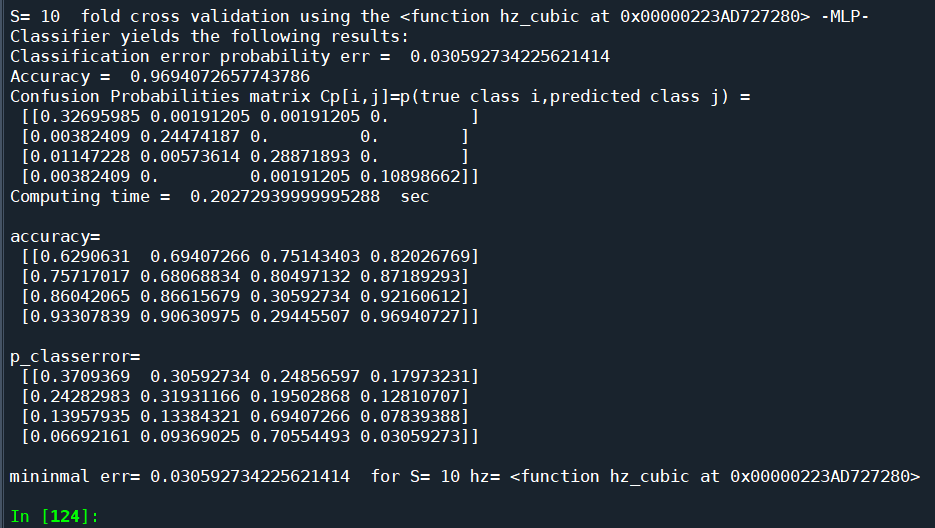 S= 10  fold cross validation using the <function hz_cubic at 0x00000223AD727280> -MLP-
Classifier yields the following results:
Classification error probability err =  0.030592734225621414
Accuracy =  0.9694072657743786
Confusion Probabilities matrix Cp[i,j]=p(true class i,predicted class j) =
 [[0.32695985 0.00191205 0.00191205 0.        ]
 [0.00382409 0.24474187 0.         0.        ]
 [0.01147228 0.00573614 0.28871893 0.        ]
 [0.00382409 0.         0.00191205 0.10898662]]
Computing time =  0.20272939999995288  sec
accuracy=
 [[0.6290631  0.69407266 0.75143403 0.82026769]
 [0.75717017 0.68068834 0.80497132 0.87189293]
 [0.86042065 0.86615679 0.30592734 0.92160612]
 [0.93307839 0.90630975 0.29445507 0.96940727]]
p_classerror=
 [[0.3709369  0.30592734 0.24856597 0.17973231]
 [0.24282983 0.31931166 0.19502868 0.12810707]
 [0.13957935 0.13384321 0.69407266 0.07839388]
 [0.06692161 0.09369025 0.70554493 0.03059273]]
mininmal err= 0.030592734225621414  for S= 10 hz= <function hz_cubic at 0x00000223AD727280>
In [124]: